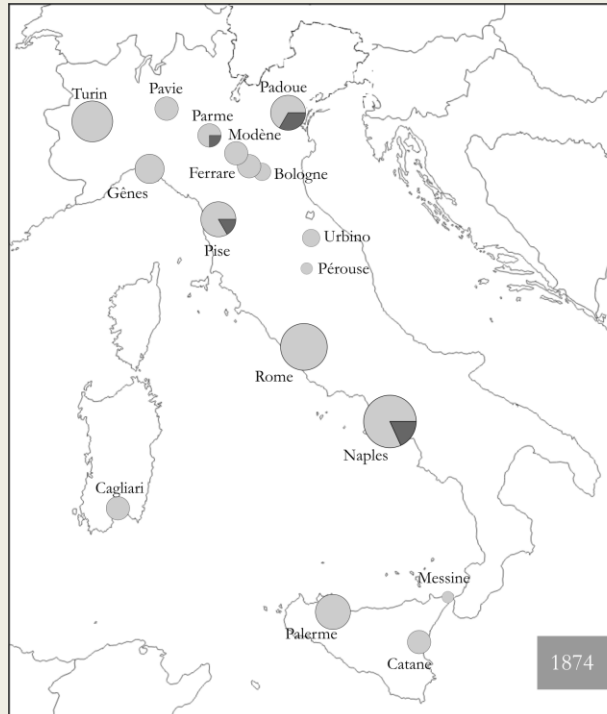 Turin
Pavie
Padoue
Parme
Modène
Ferrare
Bologne
Gênes
Pise
Urbino
Pérouse
Rome
Naples
Cagliari
Messine
Palerme
Catane
1874